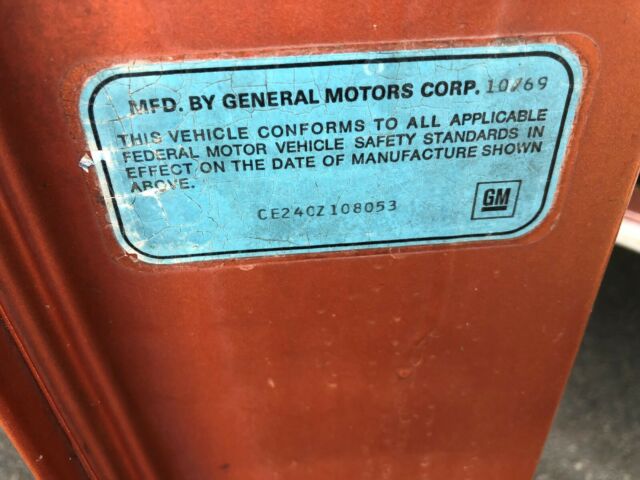 MFD. BY GENERAL MOTORS CORP. 10/69
THIS VEHICLE CONFORMS TO ALL APPLICABLE
FEDERAL MOTOR VEHICLE SAFETY STANDARDS IN
EFFECT ON THE DATE OF MANUFACTURE SHOWN
ABOVE.
CE240Z108053
GM